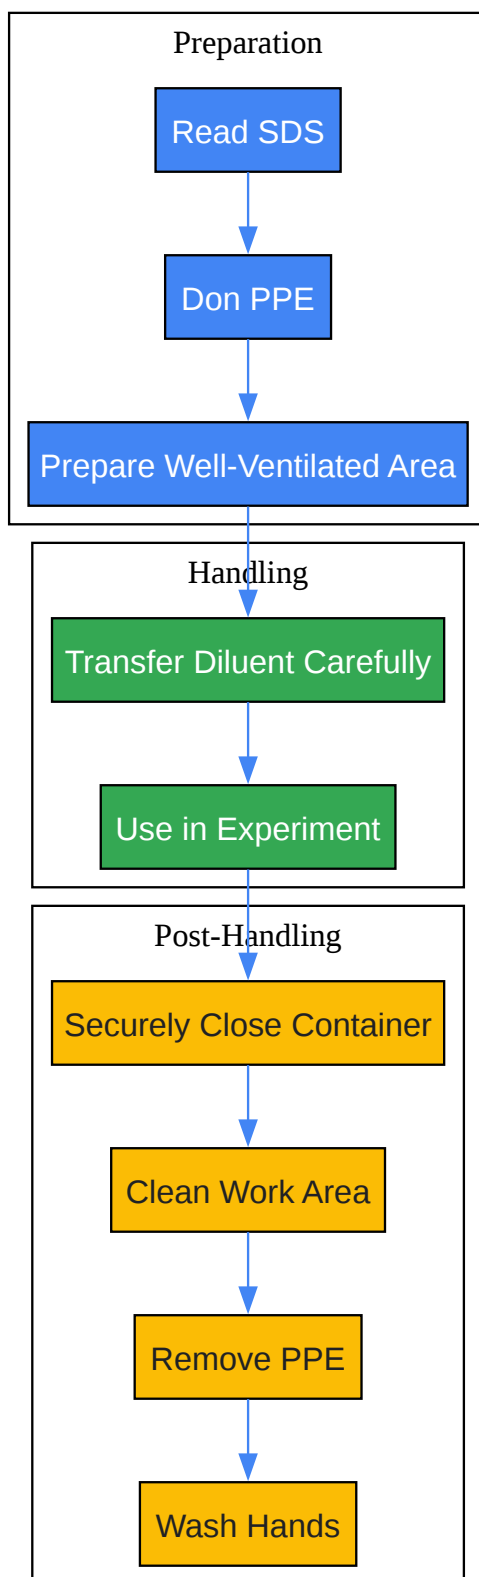 Preparation
Read SDS
Don PPE
Prepare Well-Ventilated Area
Handling
Transfer Diluent Carefully
Use in Experiment
Post-Handling
Securely Close Container
Clean Work Area
Remove PPE
Wash Hands